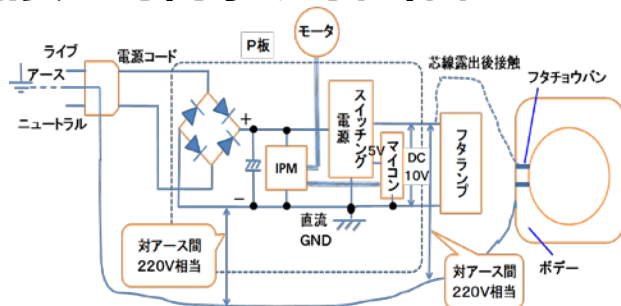 ライブ
アース
ニュートラル
電源コード
P板
モータ
+
−
IPM
スイッチング
電源
5V
マイコン
DC
10V
フタランプ
芯線露出後接触
フタチョウバン
ボデー
直流
GND
対アース間
220V相当
対アース間
220V相当